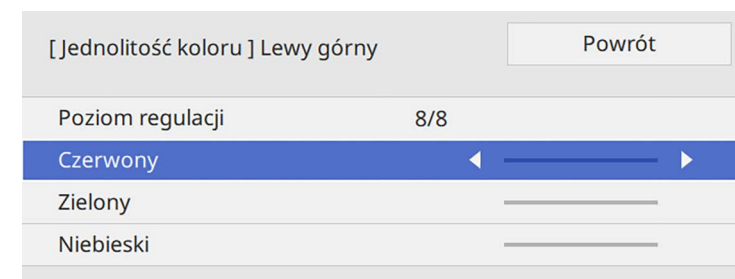 [ Jednolitość koloru ] Lewy górny
Powrót
Poziom regulacji 8/8
Czerwony
Zielony
Niebieski